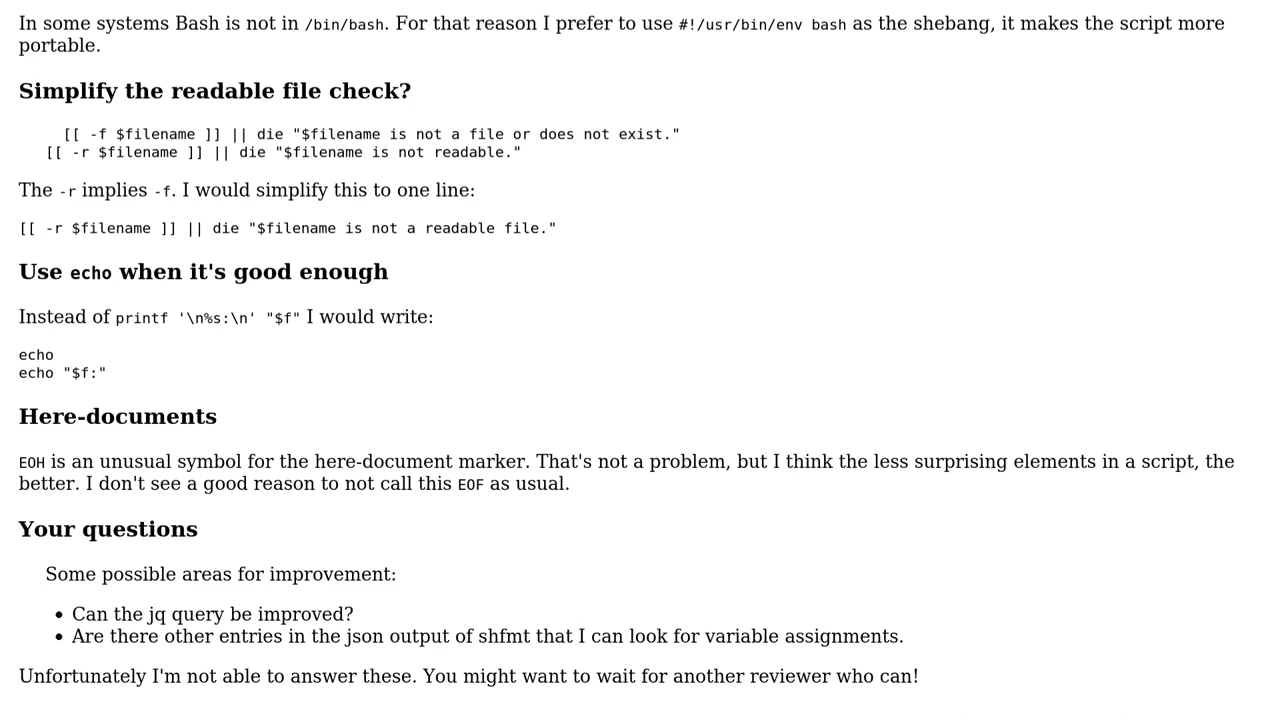 In some systems Bash is not in /bin/bash. For that reason I prefer to use #!/usr/bin/env bash as the shebang, it makes the script more
portable.
Simplify the readable file check?
[[ -f $filename ]] || die "$filename is not a file or does not exist."
[[ -r $filename ]] || die "$filename is not readable."
The -r implies -f. I would simplify this to one line:
[[ -r $filename ]] || die "$filename is not a readable file."
Use echo when it's good enough
Instead of printf '\n%s:\n' "$f" I would write:
echo
echo "$f:"
Here-documents
EOH is an unusual symbol for the here-document marker. That's not a problem, but I think the less surprising elements in a script, the
better. I don't see a good reason to not call this EOF as usual.
Your questions
Some possible areas for improvement:
• Can the jq query be improved?
• Are there other entries in the json output of shfmt that I can look for variable assignments.
Unfortunately I'm not able to answer these. You might want to wait for another reviewer who can!